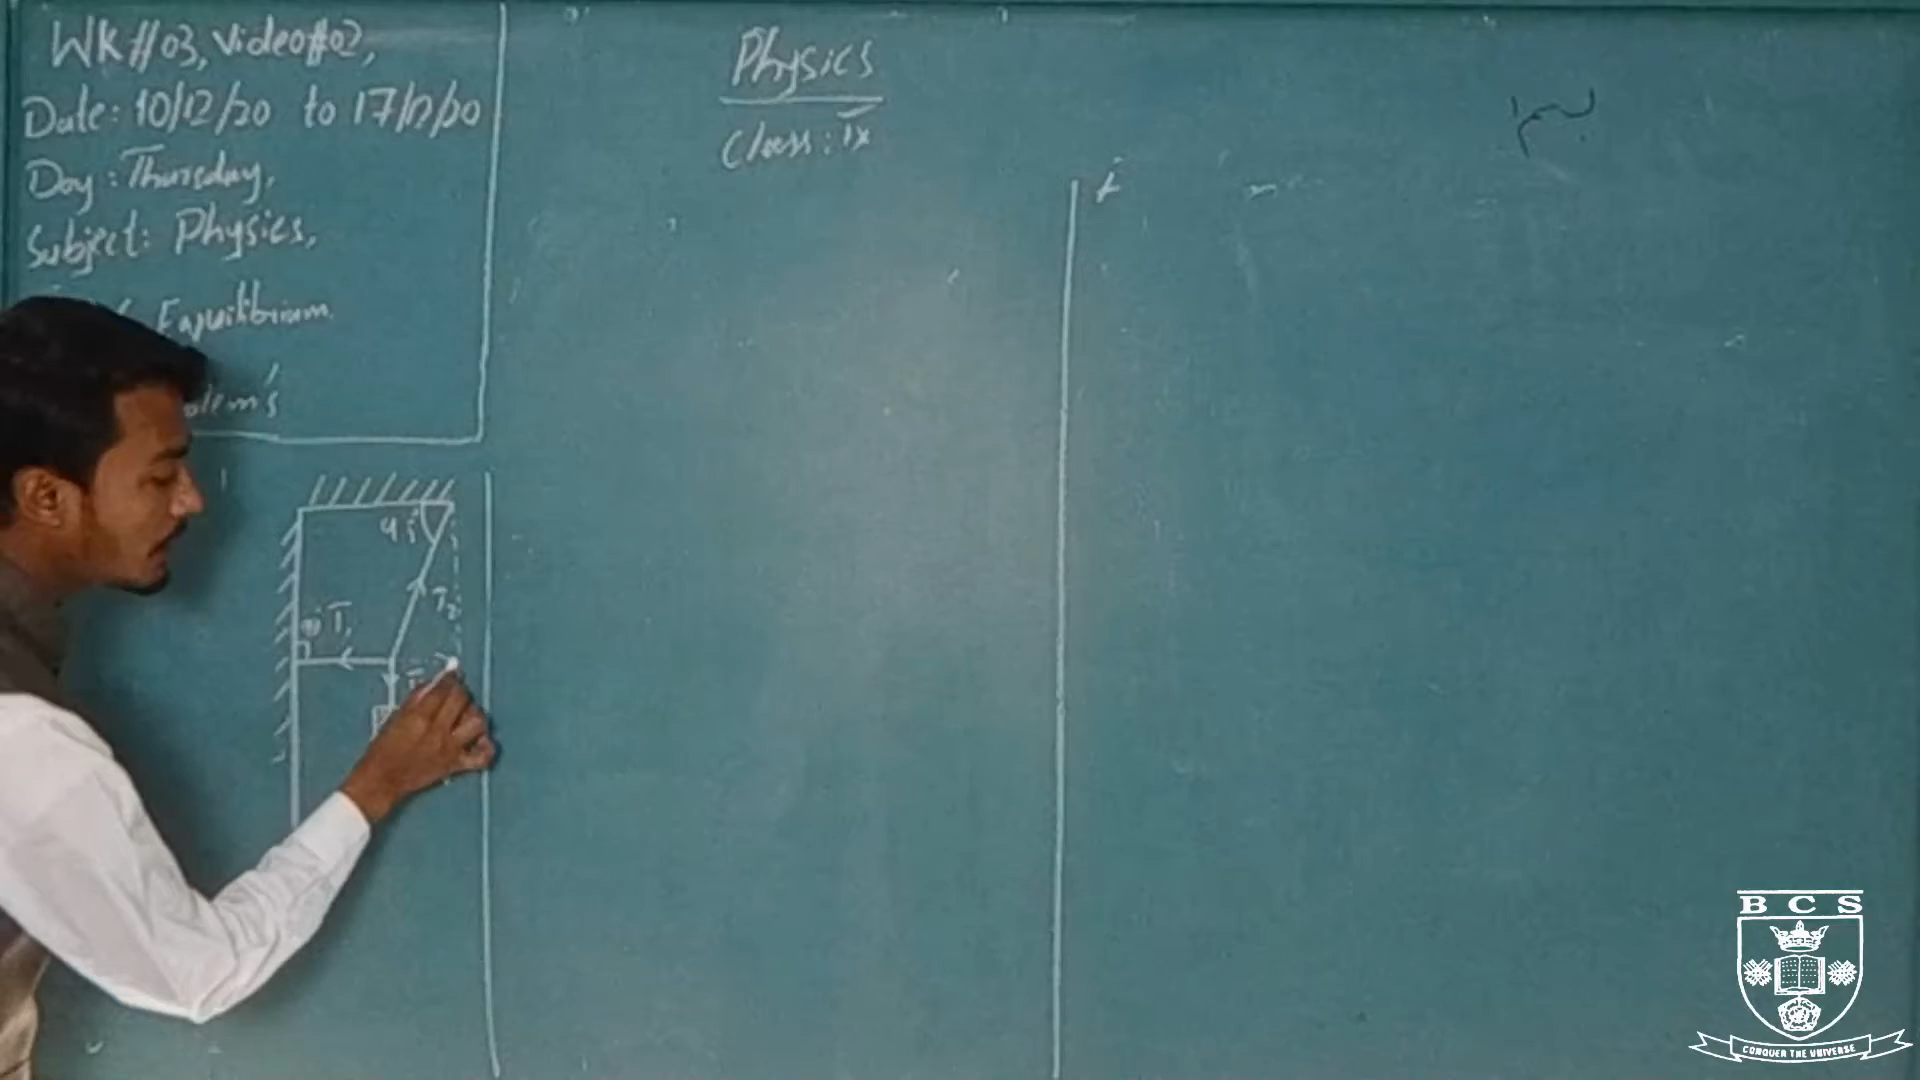 WK#03, Video#02,
Date: 10/12/20 to 17/12/20
Day: Thursday,
Subject: Physics,
Equilibrium.
Physics
Class: IX
45°
T2
90° T1
B C S
CONQUER THE UNIVERSE